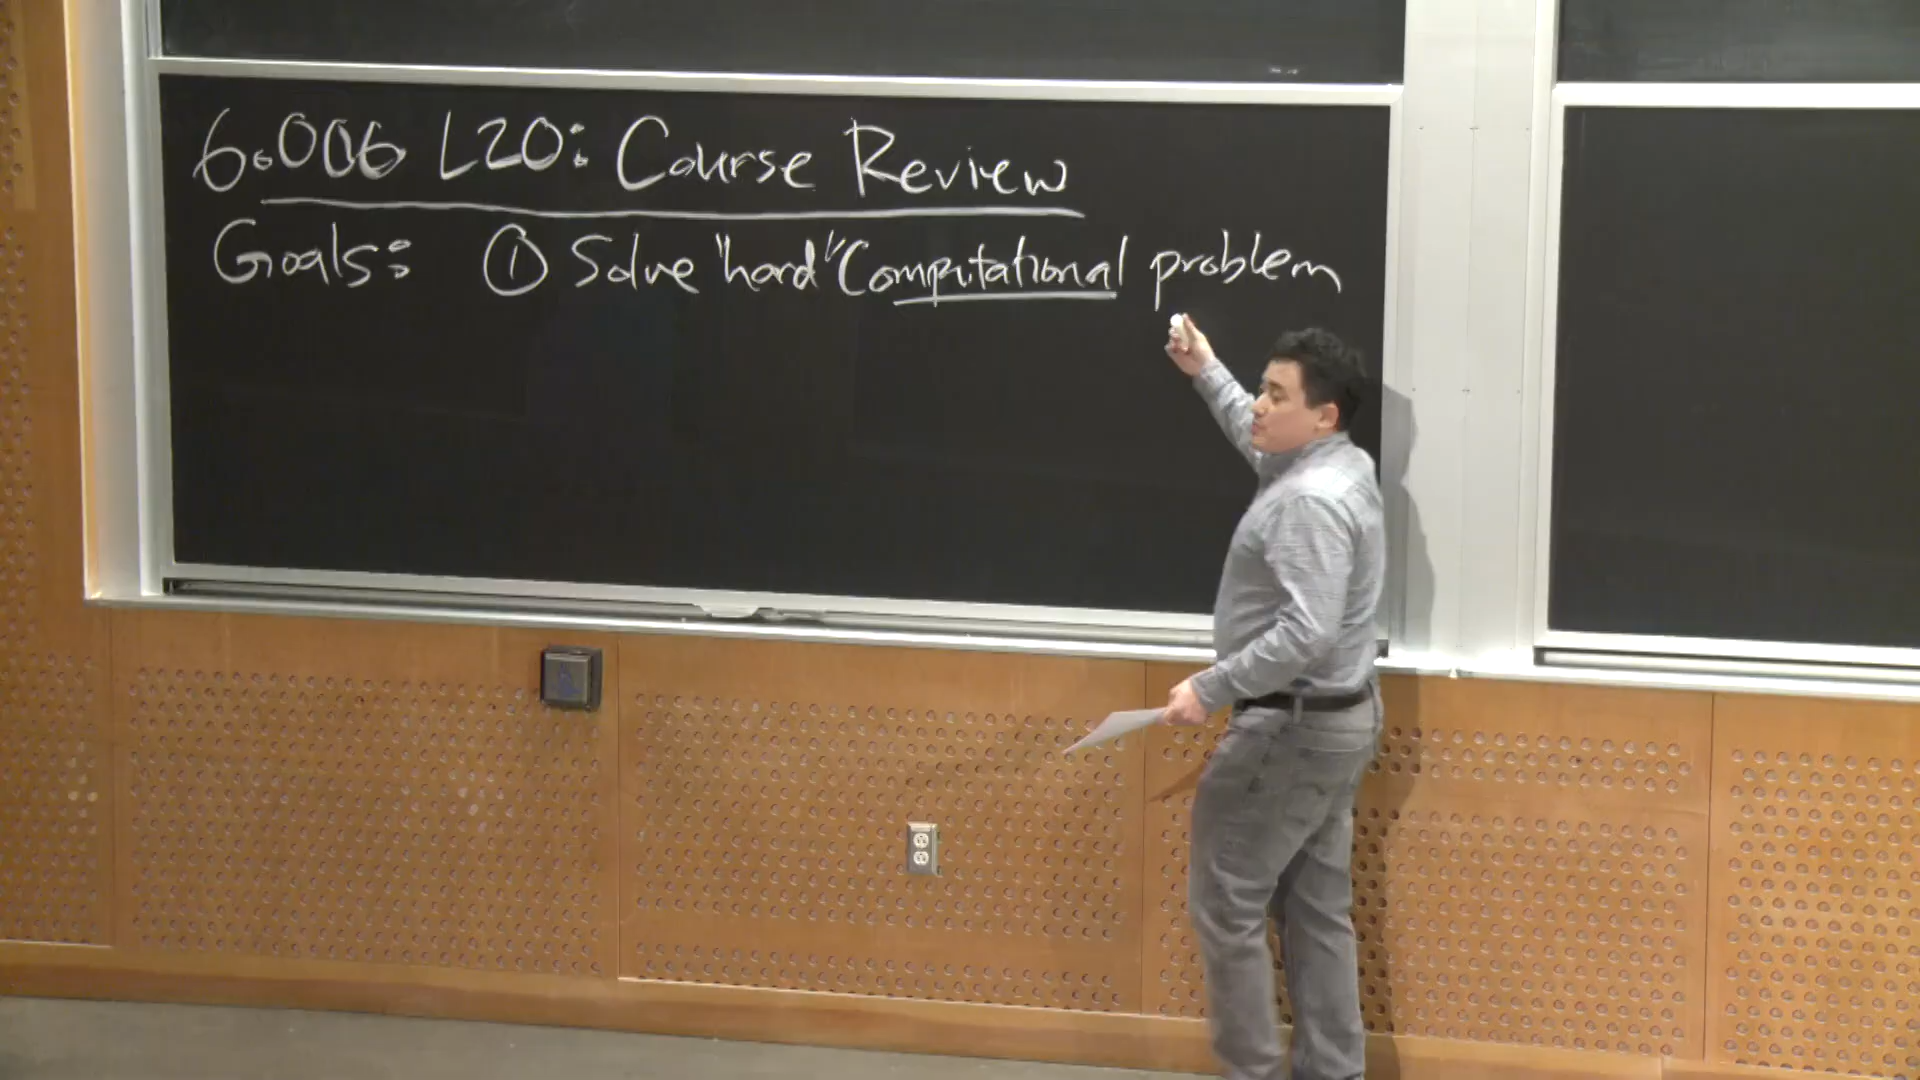 6.006 L20: Course Review
Goals: ① Solve "hard" Computational problem